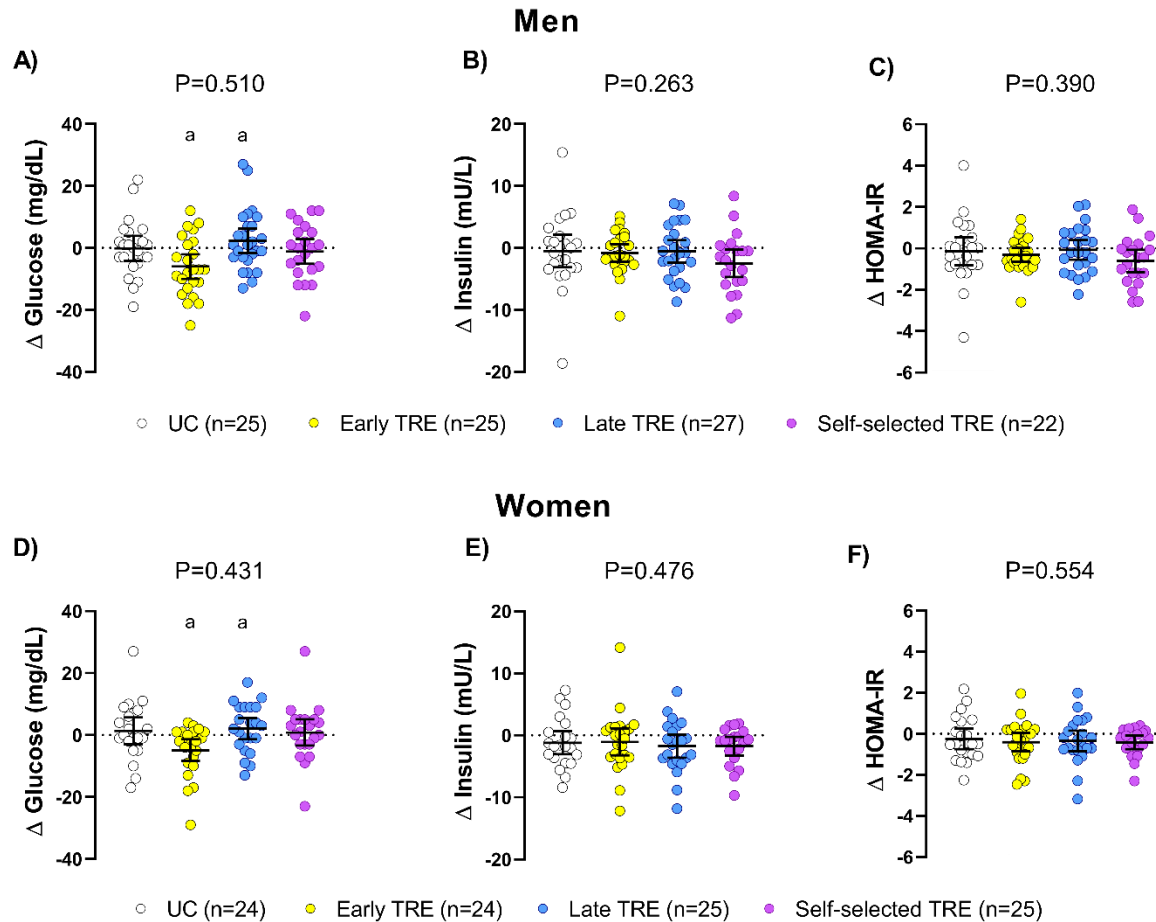 Men
A)
P=0.510
Δ Glucose (mg/dL)
40
20
0
-20
-40
a a
B)
P=0.263
Δ Insulin (mU/L)
20
10
0
-10
-20
C)
P=0.390
Δ HOMA-IR
6
4
2
0
-2
-4
-6
UC (n=25) Early TRE (n=25) Late TRE (n=27) Self-selected TRE (n=22)
Women
D)
P=0.431
Δ Glucose (mg/dL)
40
20
0
-20
-40
a a
E)
P=0.476
Δ Insulin (mU/L)
20
10
0
-10
-20
F)
P=0.554
Δ HOMA-IR
6
4
2
0
-2
-4
-6
UC (n=24) Early TRE (n=24) Late TRE (n=25) Self-selected TRE (n=25)